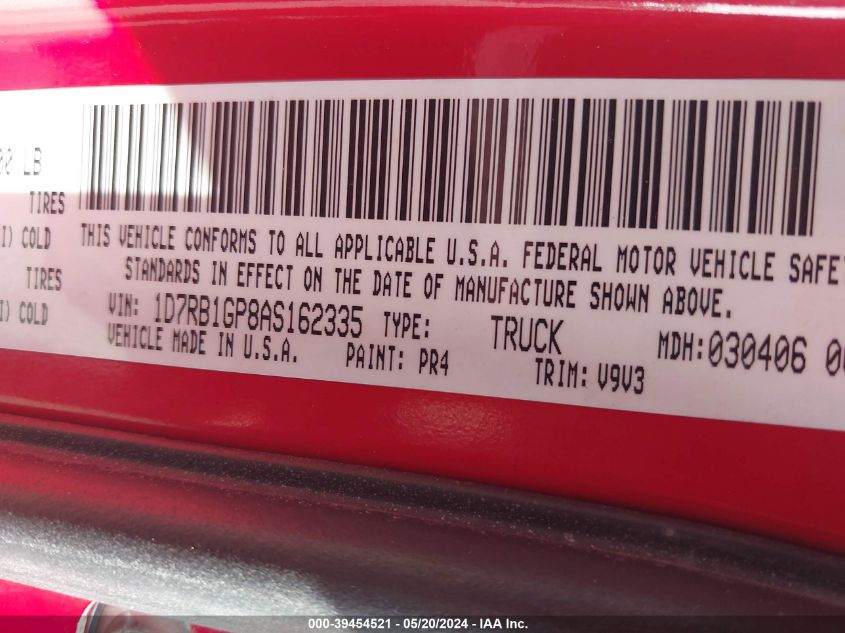 00 LB
TIRES
I) COLD
TIRES
I) COLD
THIS VEHICLE CONFORMS TO ALL APPLICABLE U.S.A. FEDERAL MOTOR VEHICLE SAFE
STANDARDS IN EFFECT ON THE DATE OF MANUFACTURE SHOWN ABOVE.
VIN: 1D7RB1GP8AS162335 TYPE: TRUCK MDH:030406
VEHICLE MADE IN U.S.A. PAINT: PR4 TRIM: V9V3
000-39454521 - 05/20/2024 - IAA Inc.